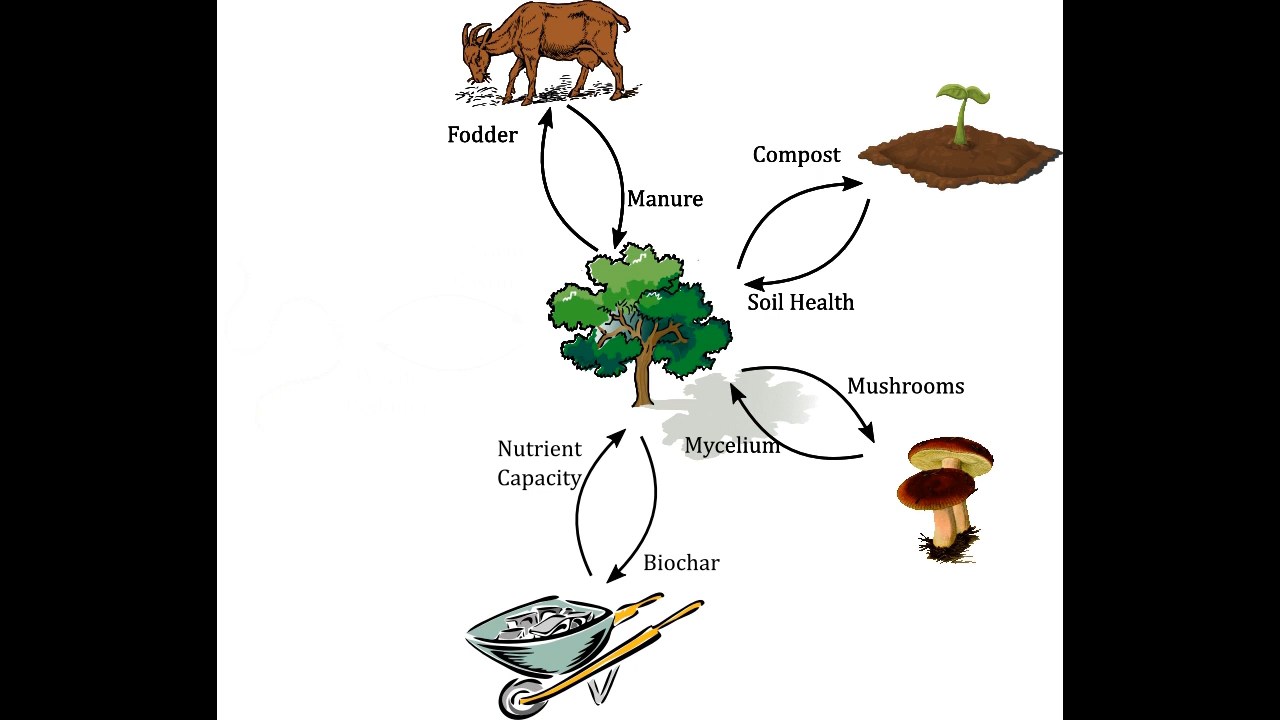 Fodder
Compost
Manure
Soil Health
Mushrooms
Mycelium
Nutrient
Capacity
Biochar